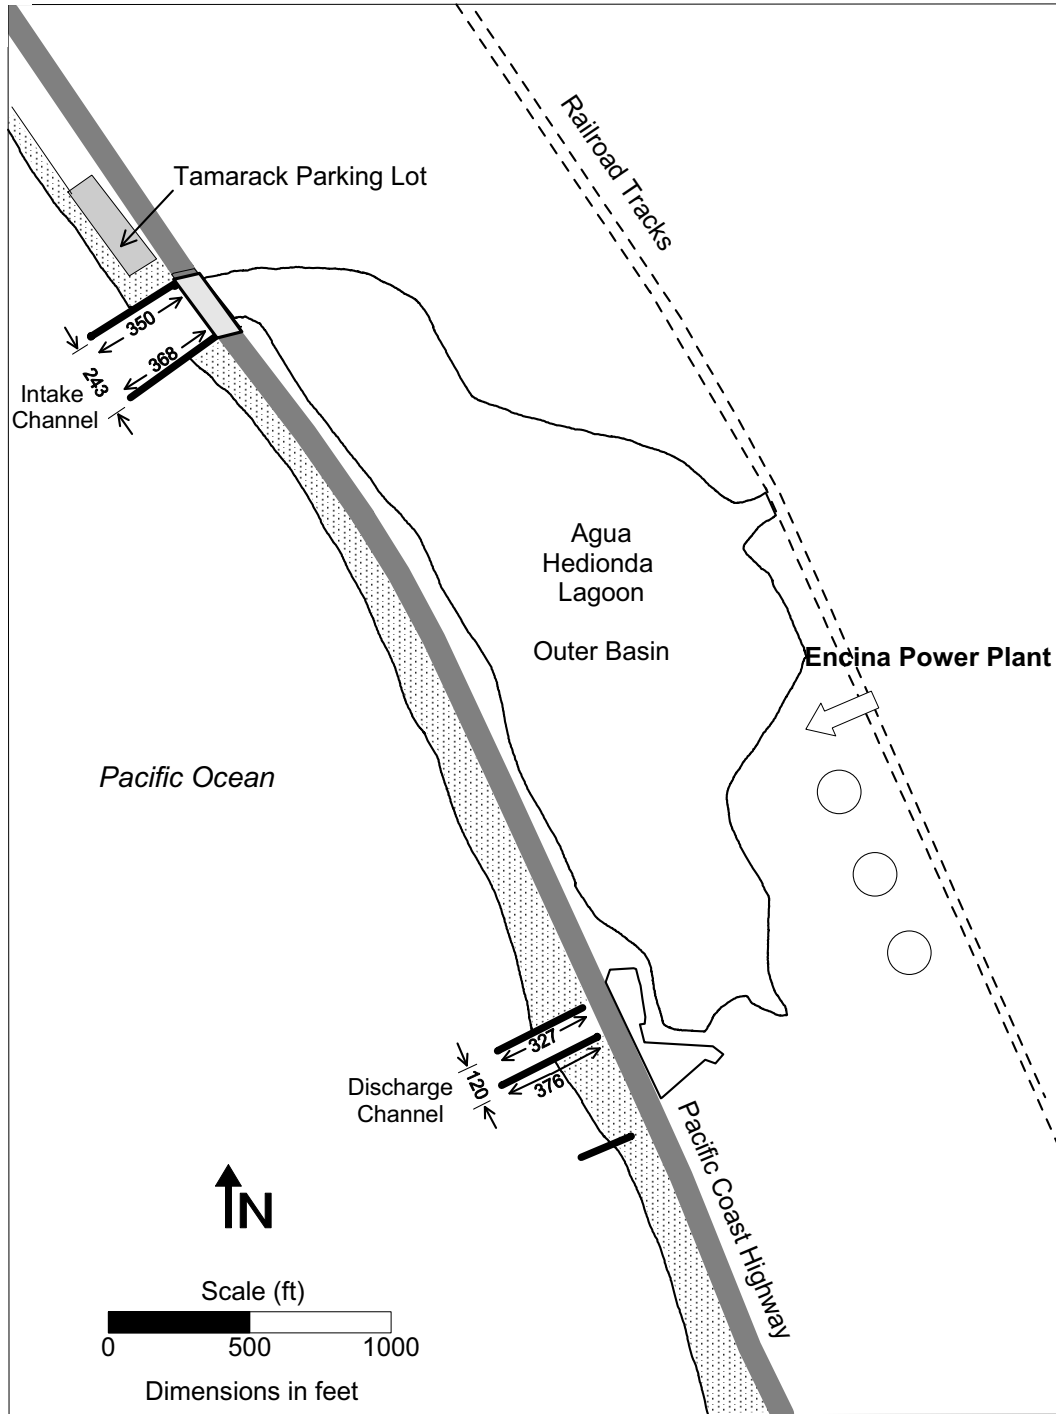 Railroad Tracks
Tamarack Parking Lot
350
368
243
Intake
Channel
Agua
Hedionda
Lagoon
Outer Basin
Encina Power Plant
Pacific Ocean
327
376
120
Discharge
Channel
Pacific Coast Highway
N
Scale (ft)
0 500 1000
Dimensions in feet